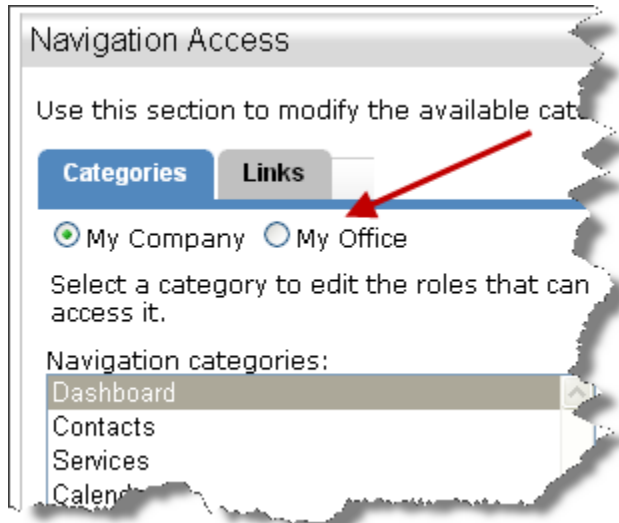 Navigation Access
Use this section to modify the available
Categories Links
My Company My Office
Select a category to edit the roles that can
access it.
Navigation categories:
Dashboard
Contacts
Services